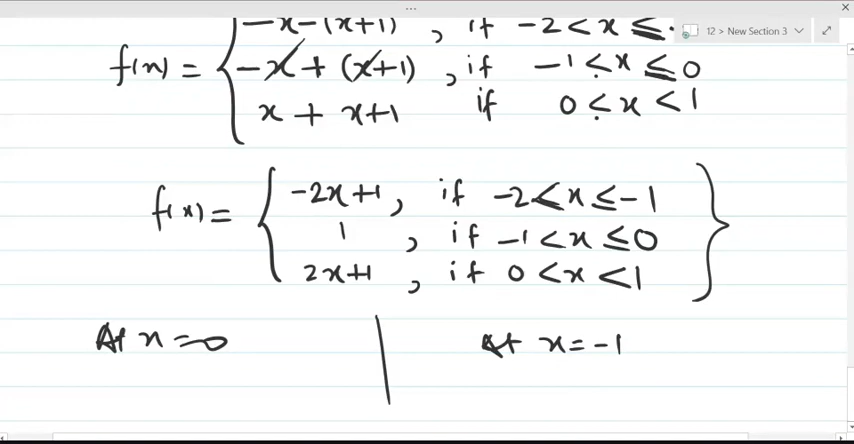 ...
12 > New Section 3
−x−(x+1) , if −2<x≤
f(x) = { −x + (x+1) , if −1<x≤0
x + x+1 if 0<x<1
f(x) = { −2x+1, if −2<x≤−1 }
1 , if −1<x≤0
2x+1 , if 0<x<1
At x=0 | At x=−1